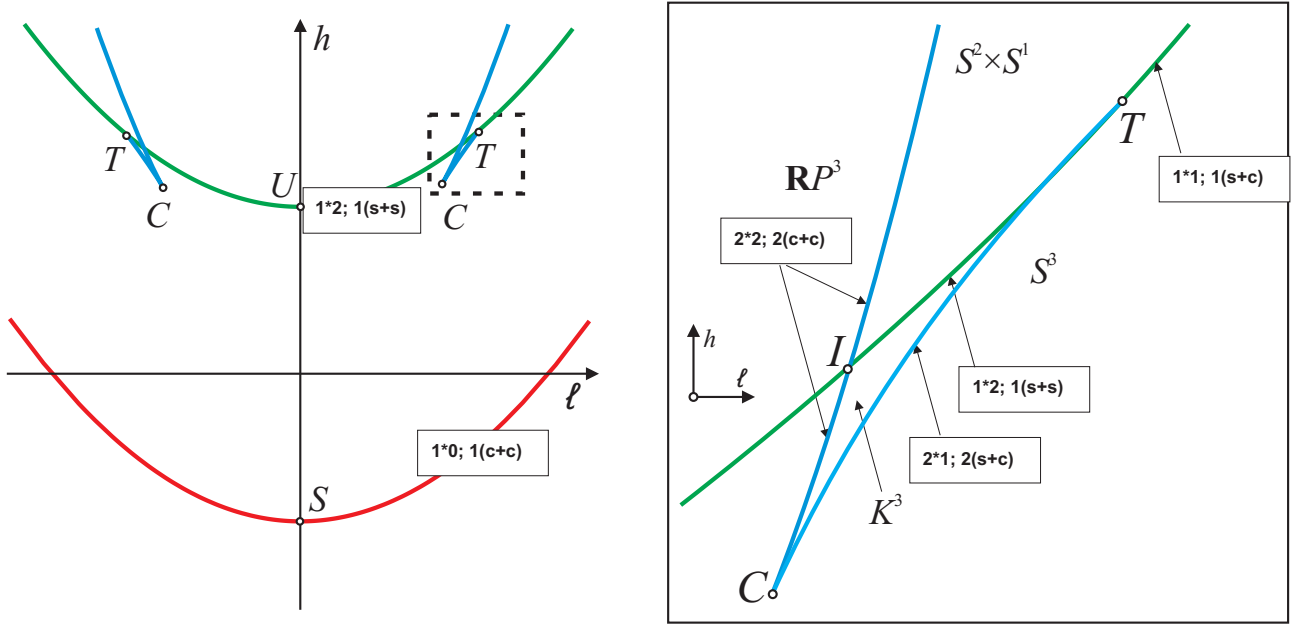 h
T
C
U
1*2; 1(s+s)
T
C
ℓ
1*0; 1(c+c)
S
S²×S¹
T
1*1; 1(s+c)
RP³
2*2; 2(c+c)
S³
I
h
ℓ
1*2; 1(s+s)
2*1; 2(s+c)
K³
C